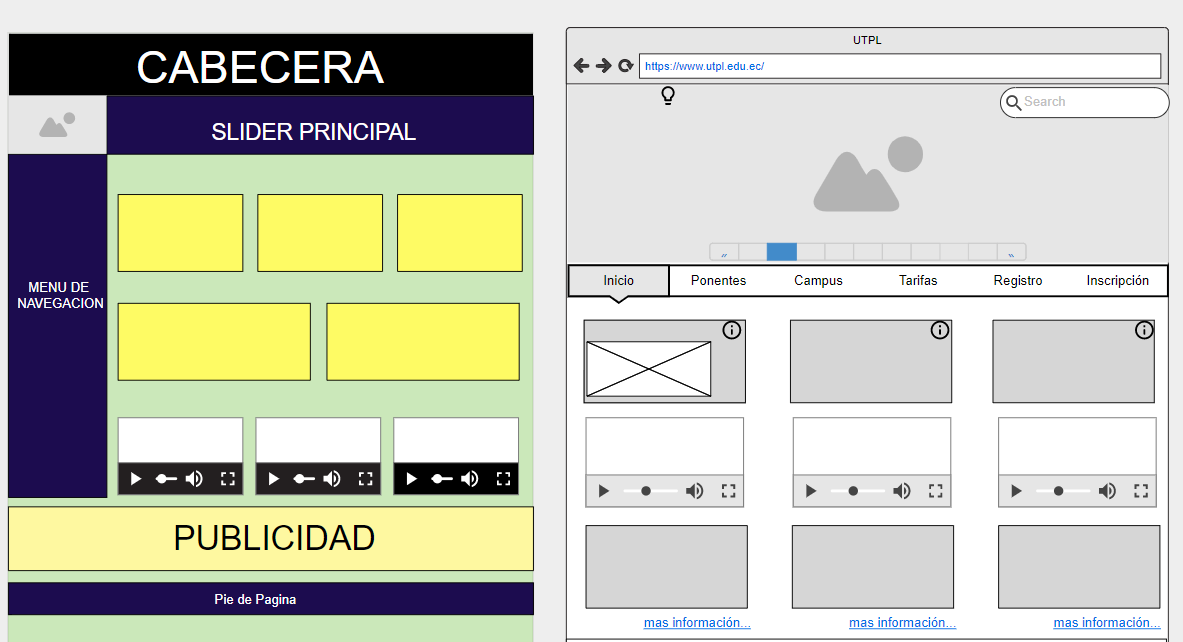 CABECERA
SLIDER PRINCIPAL
MENU DE
NAVEGACION
PUBLICIDAD
Pie de Pagina
UTPL
https://www.utpl.edu.ec/
Search
Inicio Ponentes Campus Tarifas Registro Inscripción
mas información... mas información... mas información...